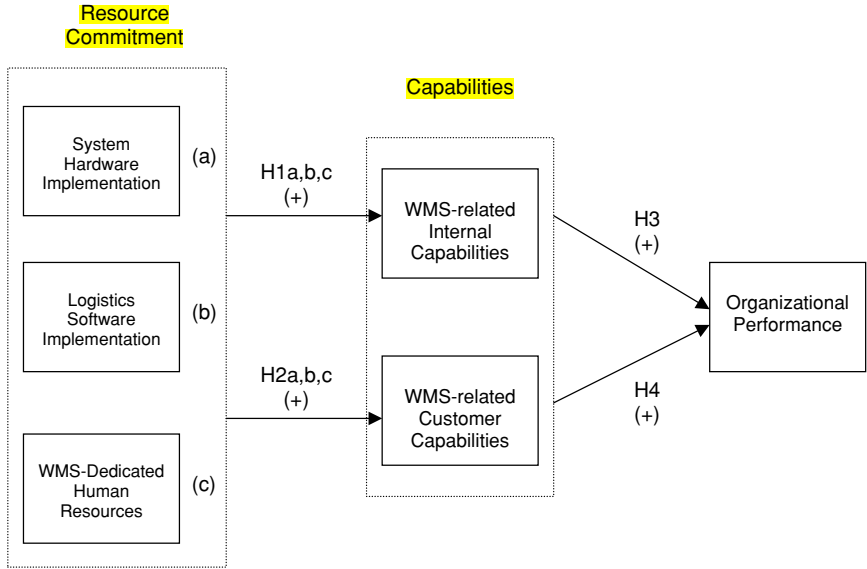 Resource
Commitment
Capabilities
System
Hardware
Implementation
(a)
Logistics
Software
Implementation
(b)
WMS-Dedicated
Human
Resources
(c)
H1a,b,c
(+)
H2a,b,c
(+)
WMS-related
Internal
Capabilities
WMS-related
Customer
Capabilities
H3
(+)
H4
(+)
Organizational
Performance